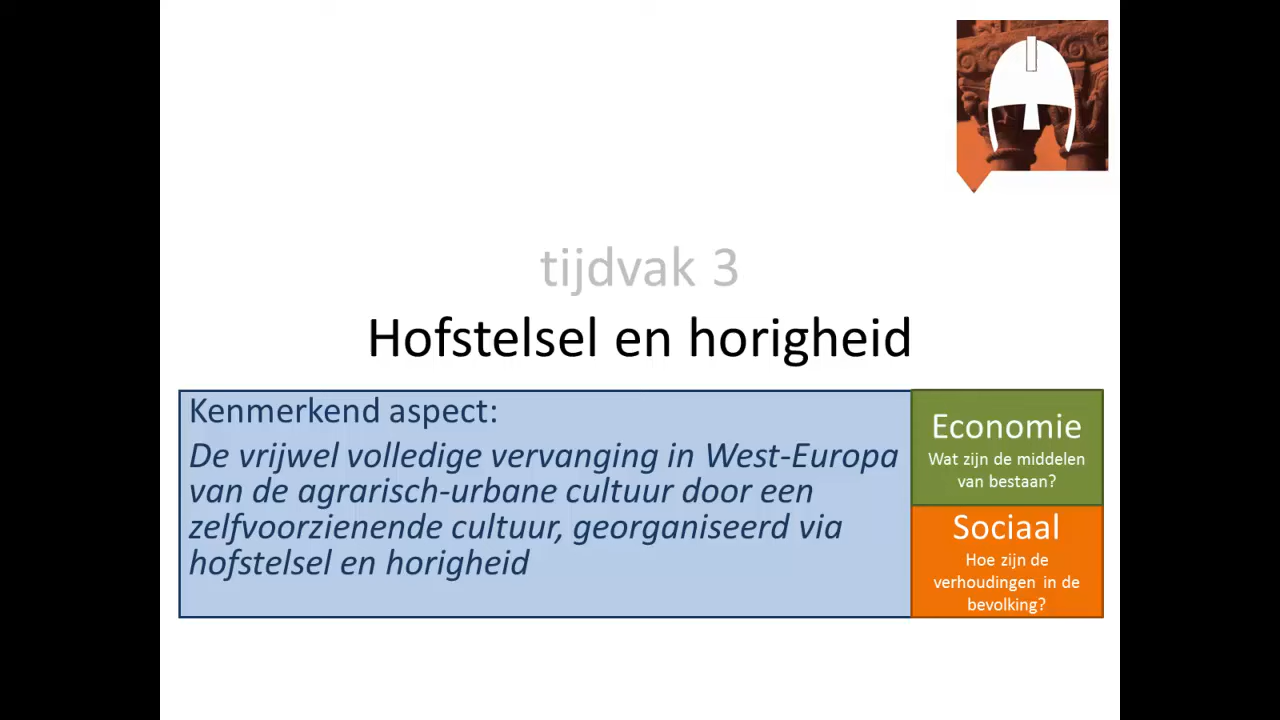 tijdvak 3
Hofstelsel en horigheid
Kenmerkend aspect:
De vrijwel volledige vervanging in West-Europa
van de agrarisch-urbane cultuur door een
zelfvoorzienende cultuur, georganiseerd via
hofstelsel en horigheid
Economie
Wat zijn de middelen
van bestaan?
Sociaal
Hoe zijn de
verhoudingen in de
bevolking?